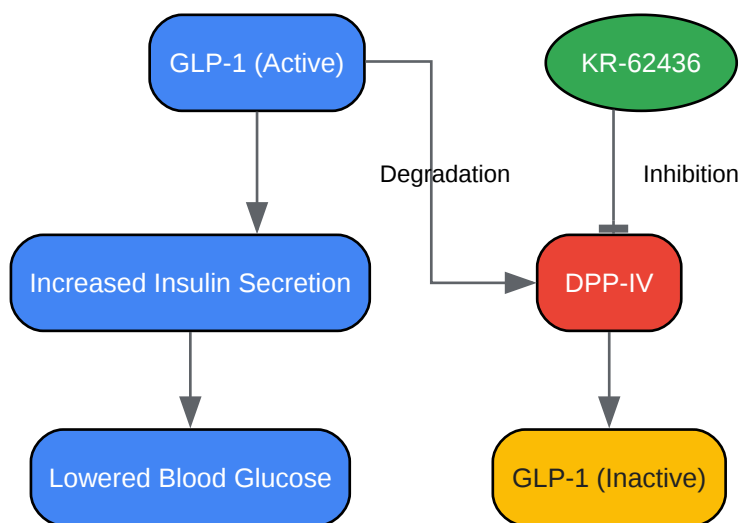 GLP-1 (Active)
KR-62436
Degradation
Inhibition
Increased Insulin Secretion
DPP-IV
Lowered Blood Glucose
GLP-1 (Inactive)